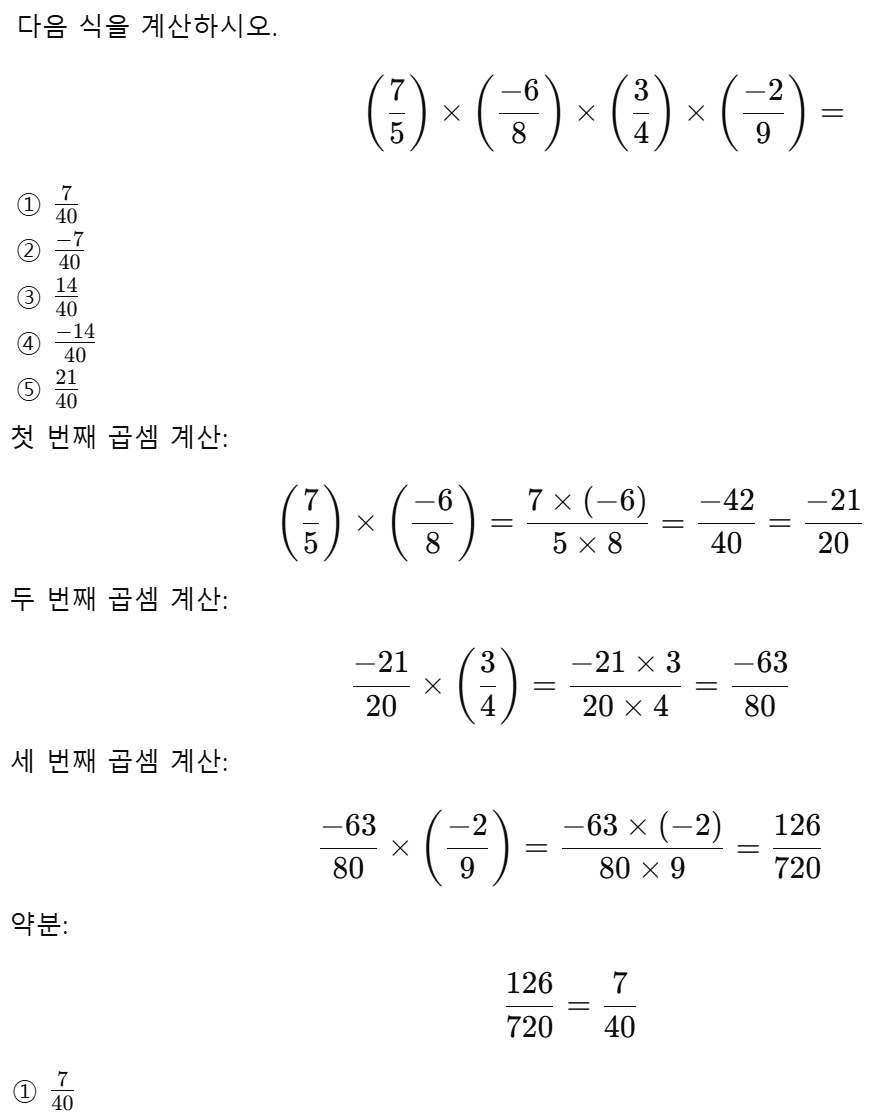 다음 식을 계산하시오.
(7/5) × (−6/8) × (3/4) × (−2/9) =
① 7/40
② −7/40
③ 14/40
④ −14/40
⑤ 21/40
첫 번째 곱셈 계산:
(7/5) × (−6/8) = 7 × (−6)/5 × 8 = −42/40 = −21/20
두 번째 곱셈 계산:
−21/20 × (3/4) = −21 × 3/20 × 4 = −63/80
세 번째 곱셈 계산:
−63/80 × (−2/9) = −63 × (−2)/80 × 9 = 126/720
약분:
126/720 = 7/40
① 7/40